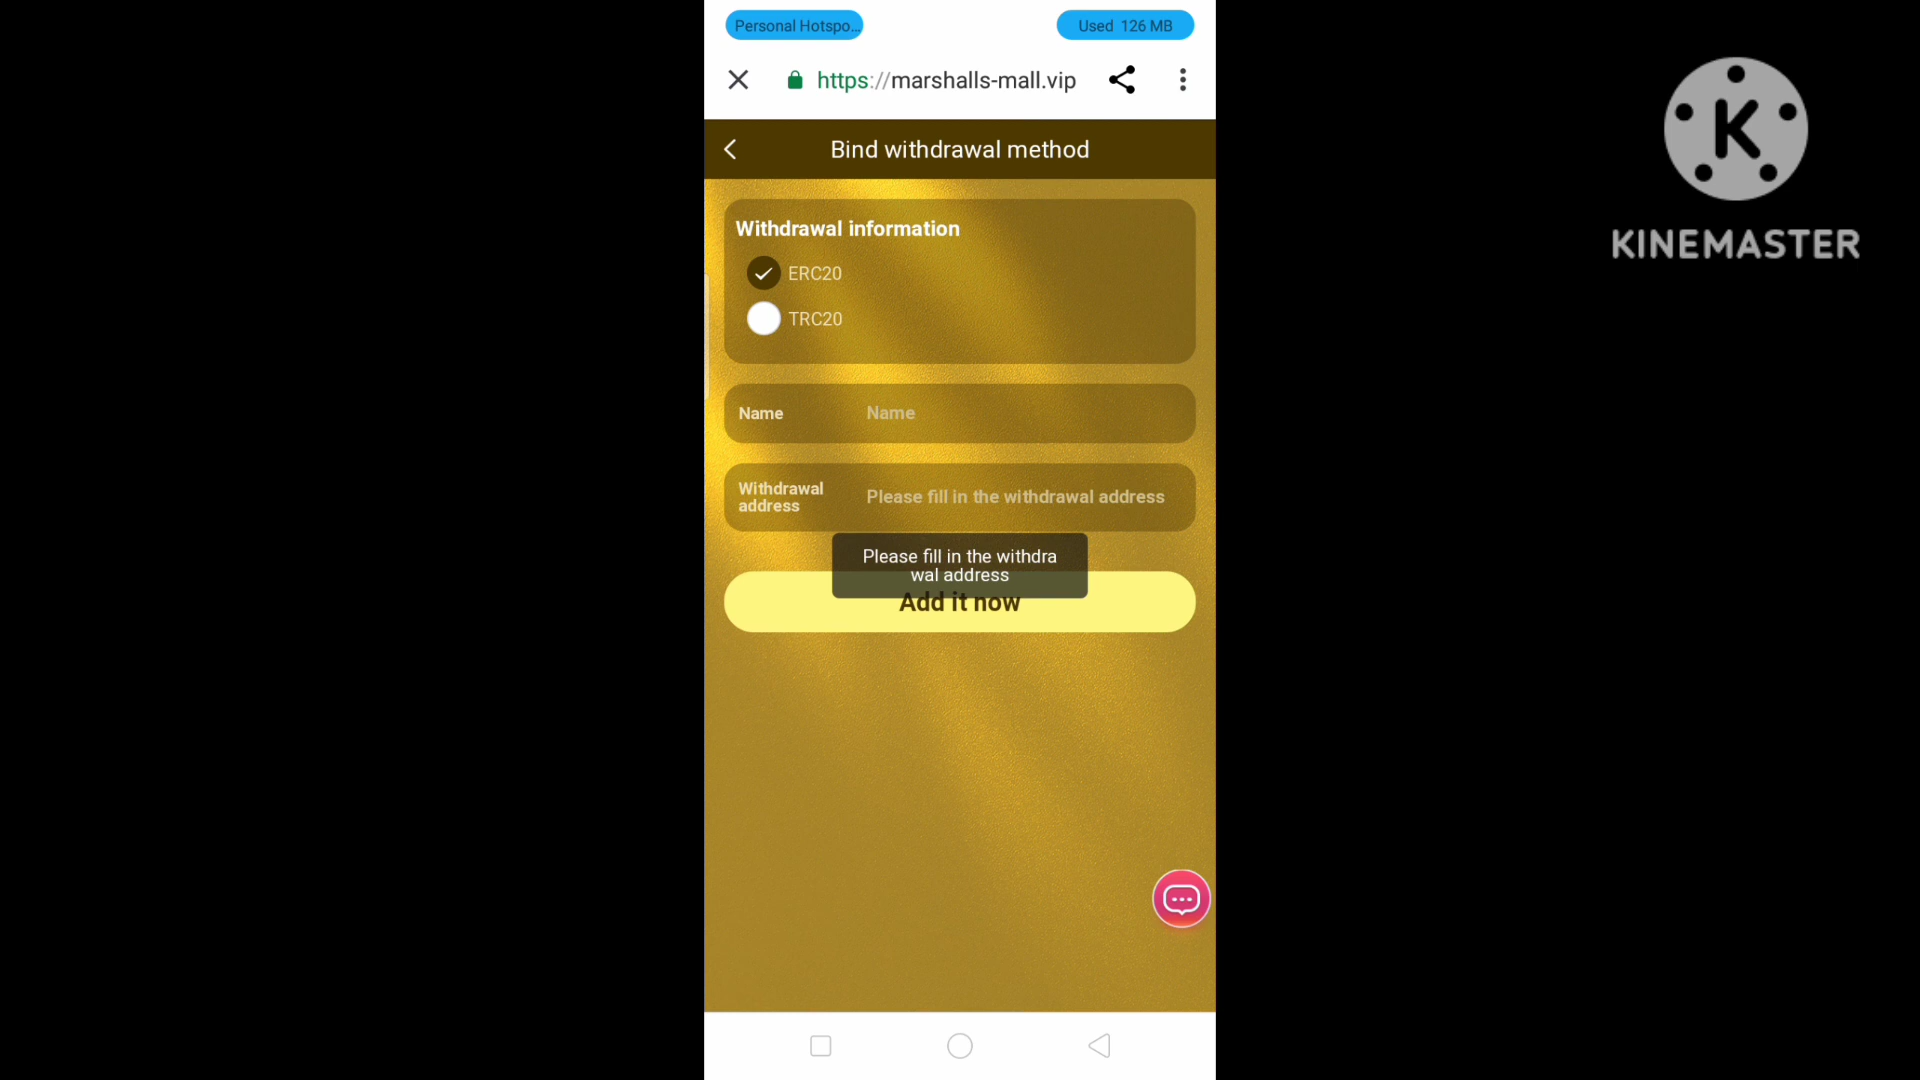 Personal Hotspo...
Used 126 MB
https://marshalls-mall.vip
Bind withdrawal method
Withdrawal information
ERC20
TRC20
Name Name
Withdrawal
address
Please fill in the withdrawal address
Please fill in the withdra
wal address
Add it now
K
KINEMASTER